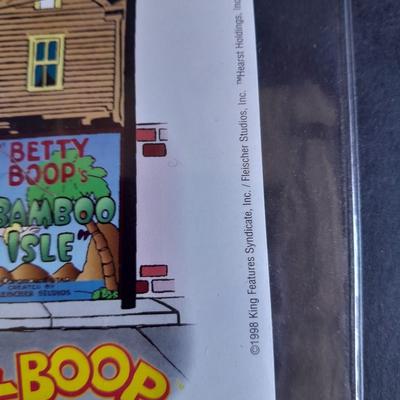 BETTY
BOOP's
BAMBOO
ISLE"
CREATED BY
FLEISCHER STUDIOS
BOOP
©1998 King Features Syndicate, Inc. / Fleischer Studios, Inc. ™Hearst Holdings, Inc